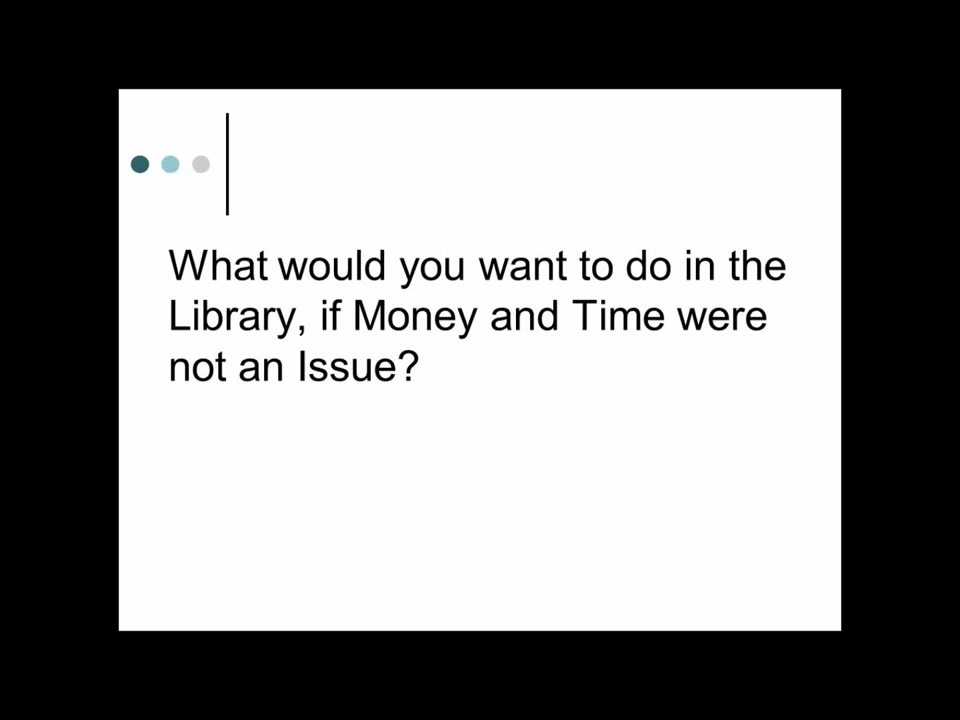 What would you want to do in the
Library, if Money and Time were
not an Issue?